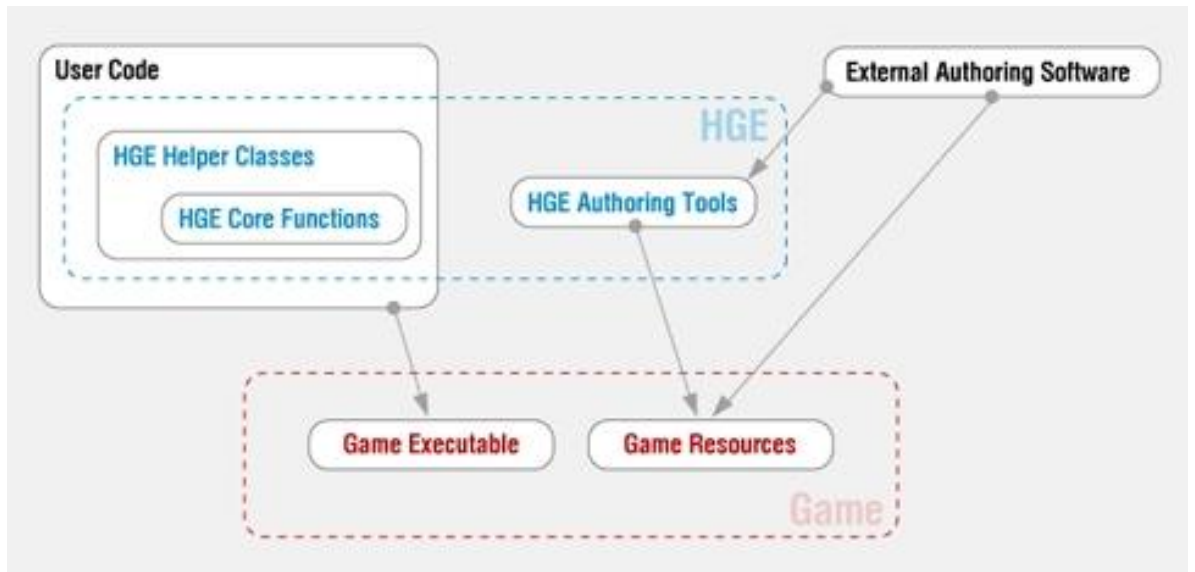 User Code
External Authoring Software
HGE
HGE Helper Classes
HGE Core Functions
HGE Authoring Tools
Game Executable
Game Resources
Game